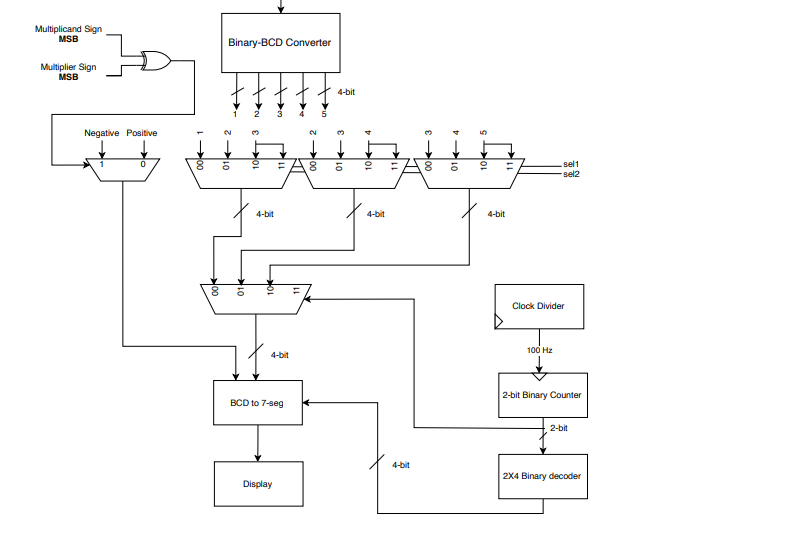 Multiplicand Sign
MSB
Multiplier Sign
MSB
Binary-BCD Converter
4-bit
1 2 3 4 5
Negative Positive
1 0
1 2 3
00 01 10 11
2 3 4
00 01 10 11
3 4 5
00 01 10 11
sel1
sel2
4-bit
4-bit
4-bit
00 01 10 11
Clock Divider
100 Hz
4-bit
2-bit Binary Counter
BCD to 7-seg
2-bit
4-bit
2X4 Binary decoder
Display